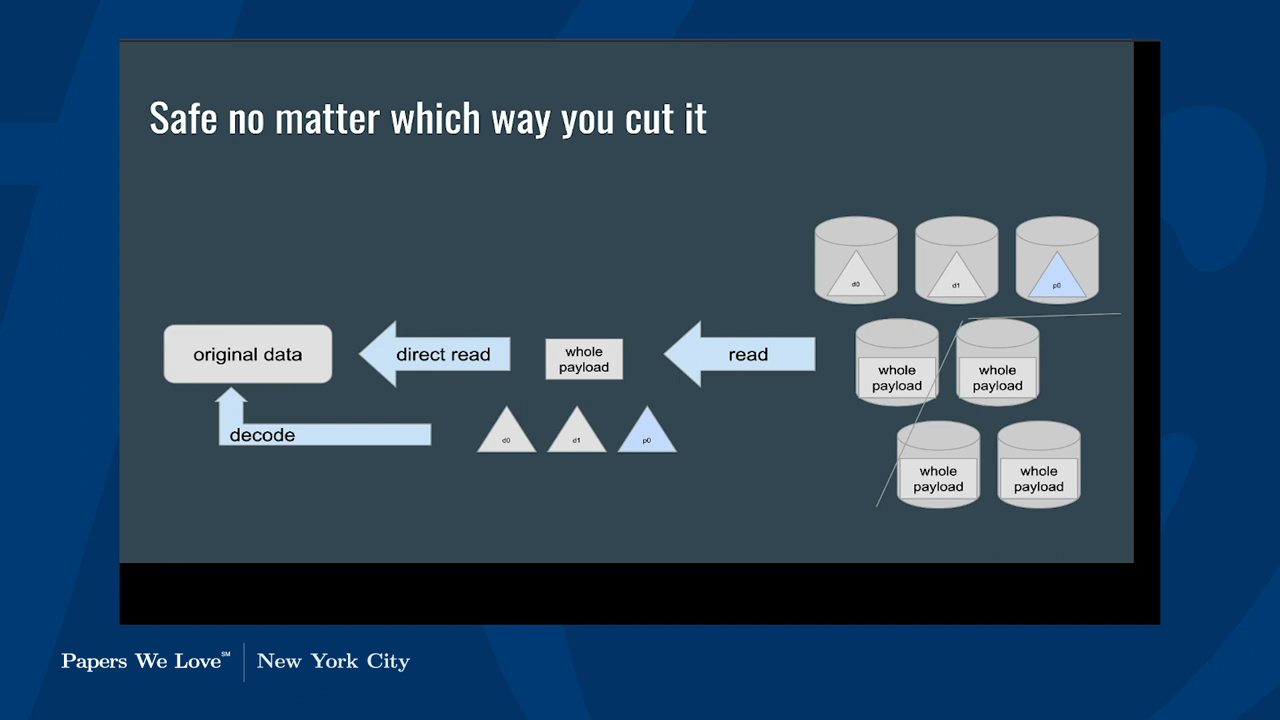 Safe no matter which way you cut it
d0
d1
p0
original data
direct read
whole
payload
read
whole
payload
whole
payload
decode
d0
d1
p0
whole
payload
whole
payload
Papers We Love℠
New York City